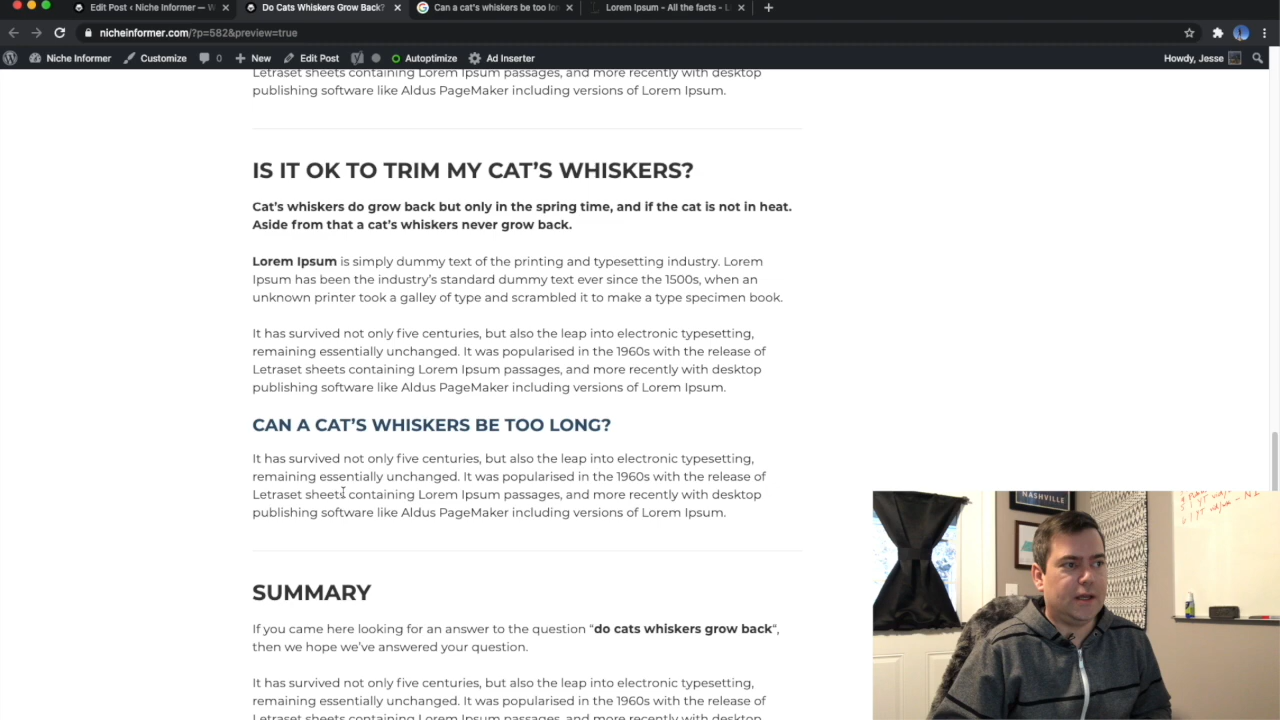 Edit Post ‹ Niche Informer — W
Do Cats Whiskers Grow Back?
Can a cat's whiskers be too lon
Lorem Ipsum - All the facts - L
nicheinformer.com/?p=582&preview=true
Niche Informer
Customize
0
New
Edit Post
Autoptimize
Ad Inserter
Howdy, Jesse
Letraset sheets containing Lorem Ipsum passages, and more recently with desktop
publishing software like Aldus PageMaker including versions of Lorem Ipsum.
IS IT OK TO TRIM MY CAT'S WHISKERS?
Cat's whiskers do grow back but only in the spring time, and if the cat is not in heat.
Aside from that a cat's whiskers never grow back.
Lorem Ipsum is simply dummy text of the printing and typesetting industry. Lorem
Ipsum has been the industry's standard dummy text ever since the 1500s, when an
unknown printer took a galley of type and scrambled it to make a type specimen book.
It has survived not only five centuries, but also the leap into electronic typesetting,
remaining essentially unchanged. It was popularised in the 1960s with the release of
Letraset sheets containing Lorem Ipsum passages, and more recently with desktop
publishing software like Aldus PageMaker including versions of Lorem Ipsum.
CAN A CAT'S WHISKERS BE TOO LONG?
It has survived not only five centuries, but also the leap into electronic typesetting,
remaining essentially unchanged. It was popularised in the 1960s with the release of
Letraset sheets containing Lorem Ipsum passages, and more recently with desktop
publishing software like Aldus PageMaker including versions of Lorem Ipsum.
NASHVILLE
SUMMARY
If you came here looking for an answer to the question "do cats whiskers grow back",
then we hope we've answered your question.
It has survived not only five centuries, but also the leap into electronic typesetting,
remaining essentially unchanged. It was popularised in the 1960s with the release of
Letraset sheets containing Lorem Ipsum passages, and more recently with desktop